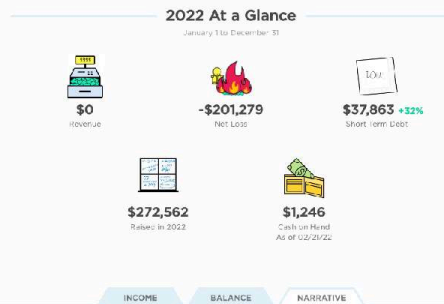 2022 At a Glance
January 1 to December 31
$0
Revenue
-$201,279
Net Loss
IOU
$37,863 +32%
Short Term Debt
$272,562
Raised in 2022
$1,246
Cash on Hand
As of 02/21/22
INCOME
BALANCE
NARRATIVE